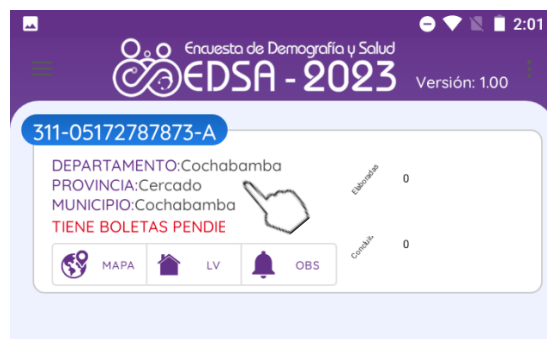 2:01
Encuesta de Demografía y Salud
EDSA - 2023
Versión: 1.00
311-05172787873-A
DEPARTAMENTO:Cochabamba
PROVINCIA:Cercado
MUNICIPIO:Cochabamba
TIENE BOLETAS PENDIE
Elaboradas 0
Concluir. 0
MAPA LV OBS